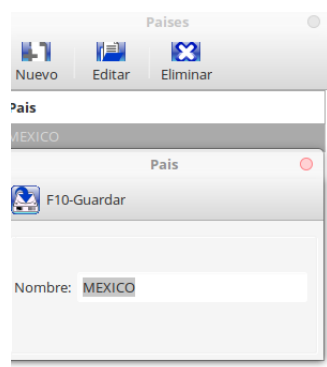 Paises
Nuevo Editar Eliminar
Pais
MEXICO
Pais
F10-Guardar
Nombre: MEXICO